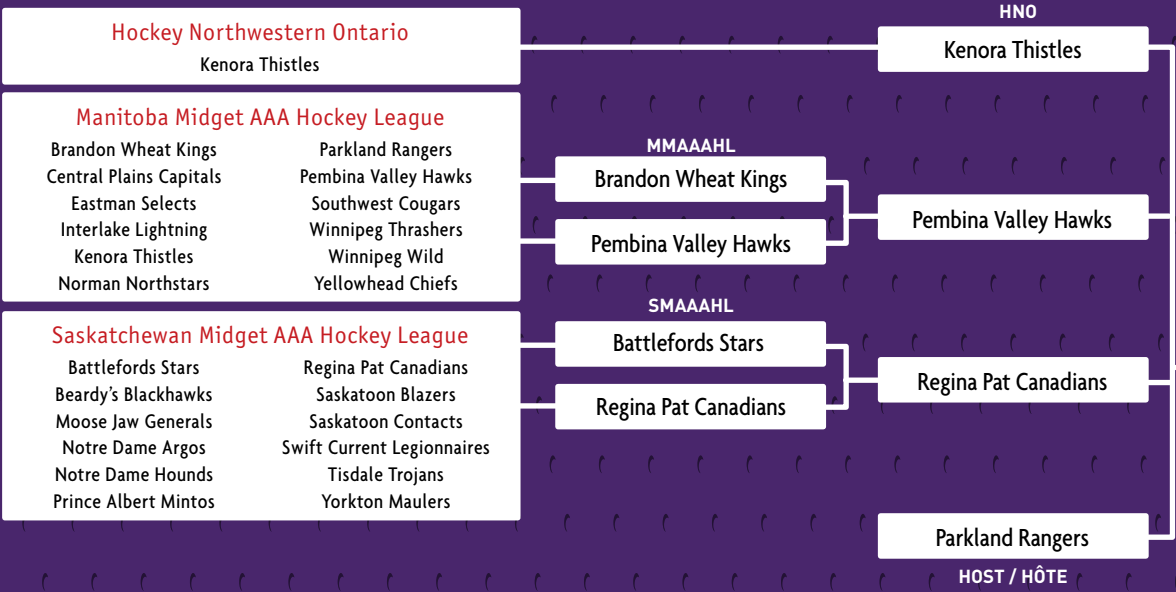 HNO
Hockey Northwestern Ontario
Kenora Thistles
Kenora Thistles
Manitoba Midget AAA Hockey League
Brandon Wheat Kings
Central Plains Capitals
Eastman Selects
Interlake Lightning
Kenora Thistles
Norman Northstars
Parkland Rangers
Pembina Valley Hawks
Southwest Cougars
Winnipeg Thrashers
Winnipeg Wild
Yellowhead Chiefs
MMAAAHL
Brandon Wheat Kings
Pembina Valley Hawks
Pembina Valley Hawks
Saskatchewan Midget AAA Hockey League
Battlefords Stars
Beardy's Blackhawks
Moose Jaw Generals
Notre Dame Argos
Notre Dame Hounds
Prince Albert Mintos
Regina Pat Canadians
Saskatoon Blazers
Saskatoon Contacts
Swift Current Legionnaires
Tisdale Trojans
Yorkton Maulers
SMAAAHL
Battlefords Stars
Regina Pat Canadians
Regina Pat Canadians
Parkland Rangers
HOST / HÔTE